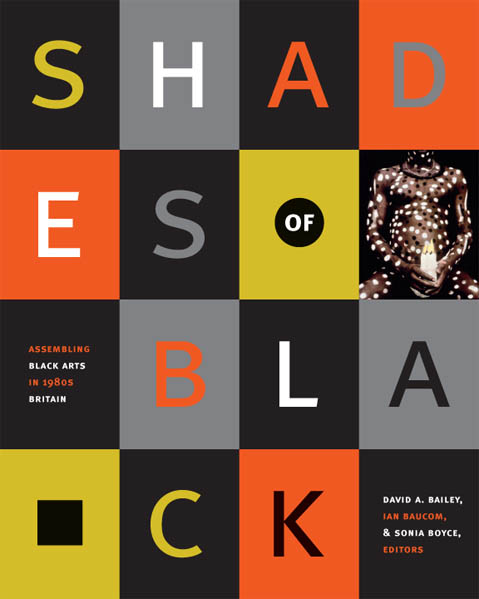 SHAD
ES OF
ASSEMBLING
BLACK ARTS
IN 1980S
BRITAIN
BLA
CK
DAVID A. BAILEY,
IAN BAUCOM,
& SONIA BOYCE,
EDITORS